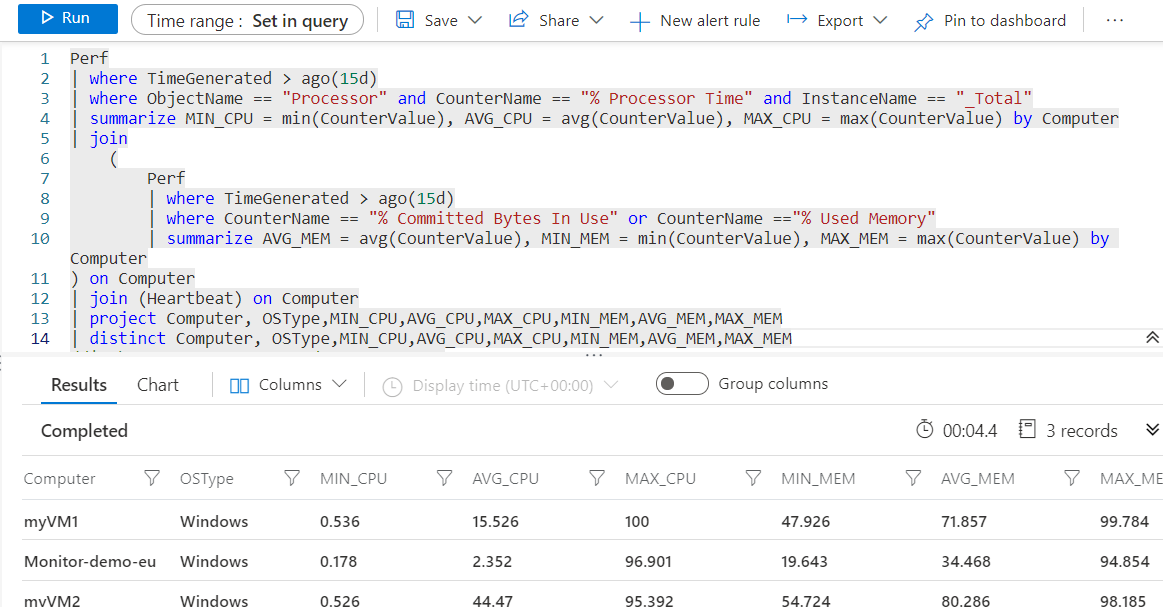 Run Time range : Set in query Save Share New alert rule Export Pin to dashboard ...
1 Perf
2 | where TimeGenerated > ago(15d)
3 | where ObjectName == "Processor" and CounterName == "% Processor Time" and InstanceName == "_Total"
4 | summarize MIN_CPU = min(CounterValue), AVG_CPU = avg(CounterValue), MAX_CPU = max(CounterValue) by Computer
5 | join
6 (
7 Perf
8 | where TimeGenerated > ago(15d)
9 | where CounterName == "% Committed Bytes In Use" or CounterName =="% Used Memory"
10 | summarize AVG_MEM = avg(CounterValue), MIN_MEM = min(CounterValue), MAX_MEM = max(CounterValue) by
Computer
11 ) on Computer
12 | join (Heartbeat) on Computer
13 | project Computer, OSType,MIN_CPU,AVG_CPU,MAX_CPU,MIN_MEM,AVG_MEM,MAX_MEM
14 | distinct Computer, OSType,MIN_CPU,AVG_CPU,MAX_CPU,MIN_MEM,AVG_MEM,MAX_MEM
Results Chart Columns Display time (UTC+00:00) Group columns
Completed 00:04.4 3 records
Computer OSType MIN_CPU AVG_CPU MAX_CPU MIN_MEM AVG_MEM MAX_ME
myVM1 Windows 0.536 15.526 100 47.926 71.857 99.784
Monitor-demo-eu Windows 0.178 2.352 96.901 19.643 34.468 94.854
myVM2 Windows 0.526 44.47 95.392 54.724 80.286 98.185